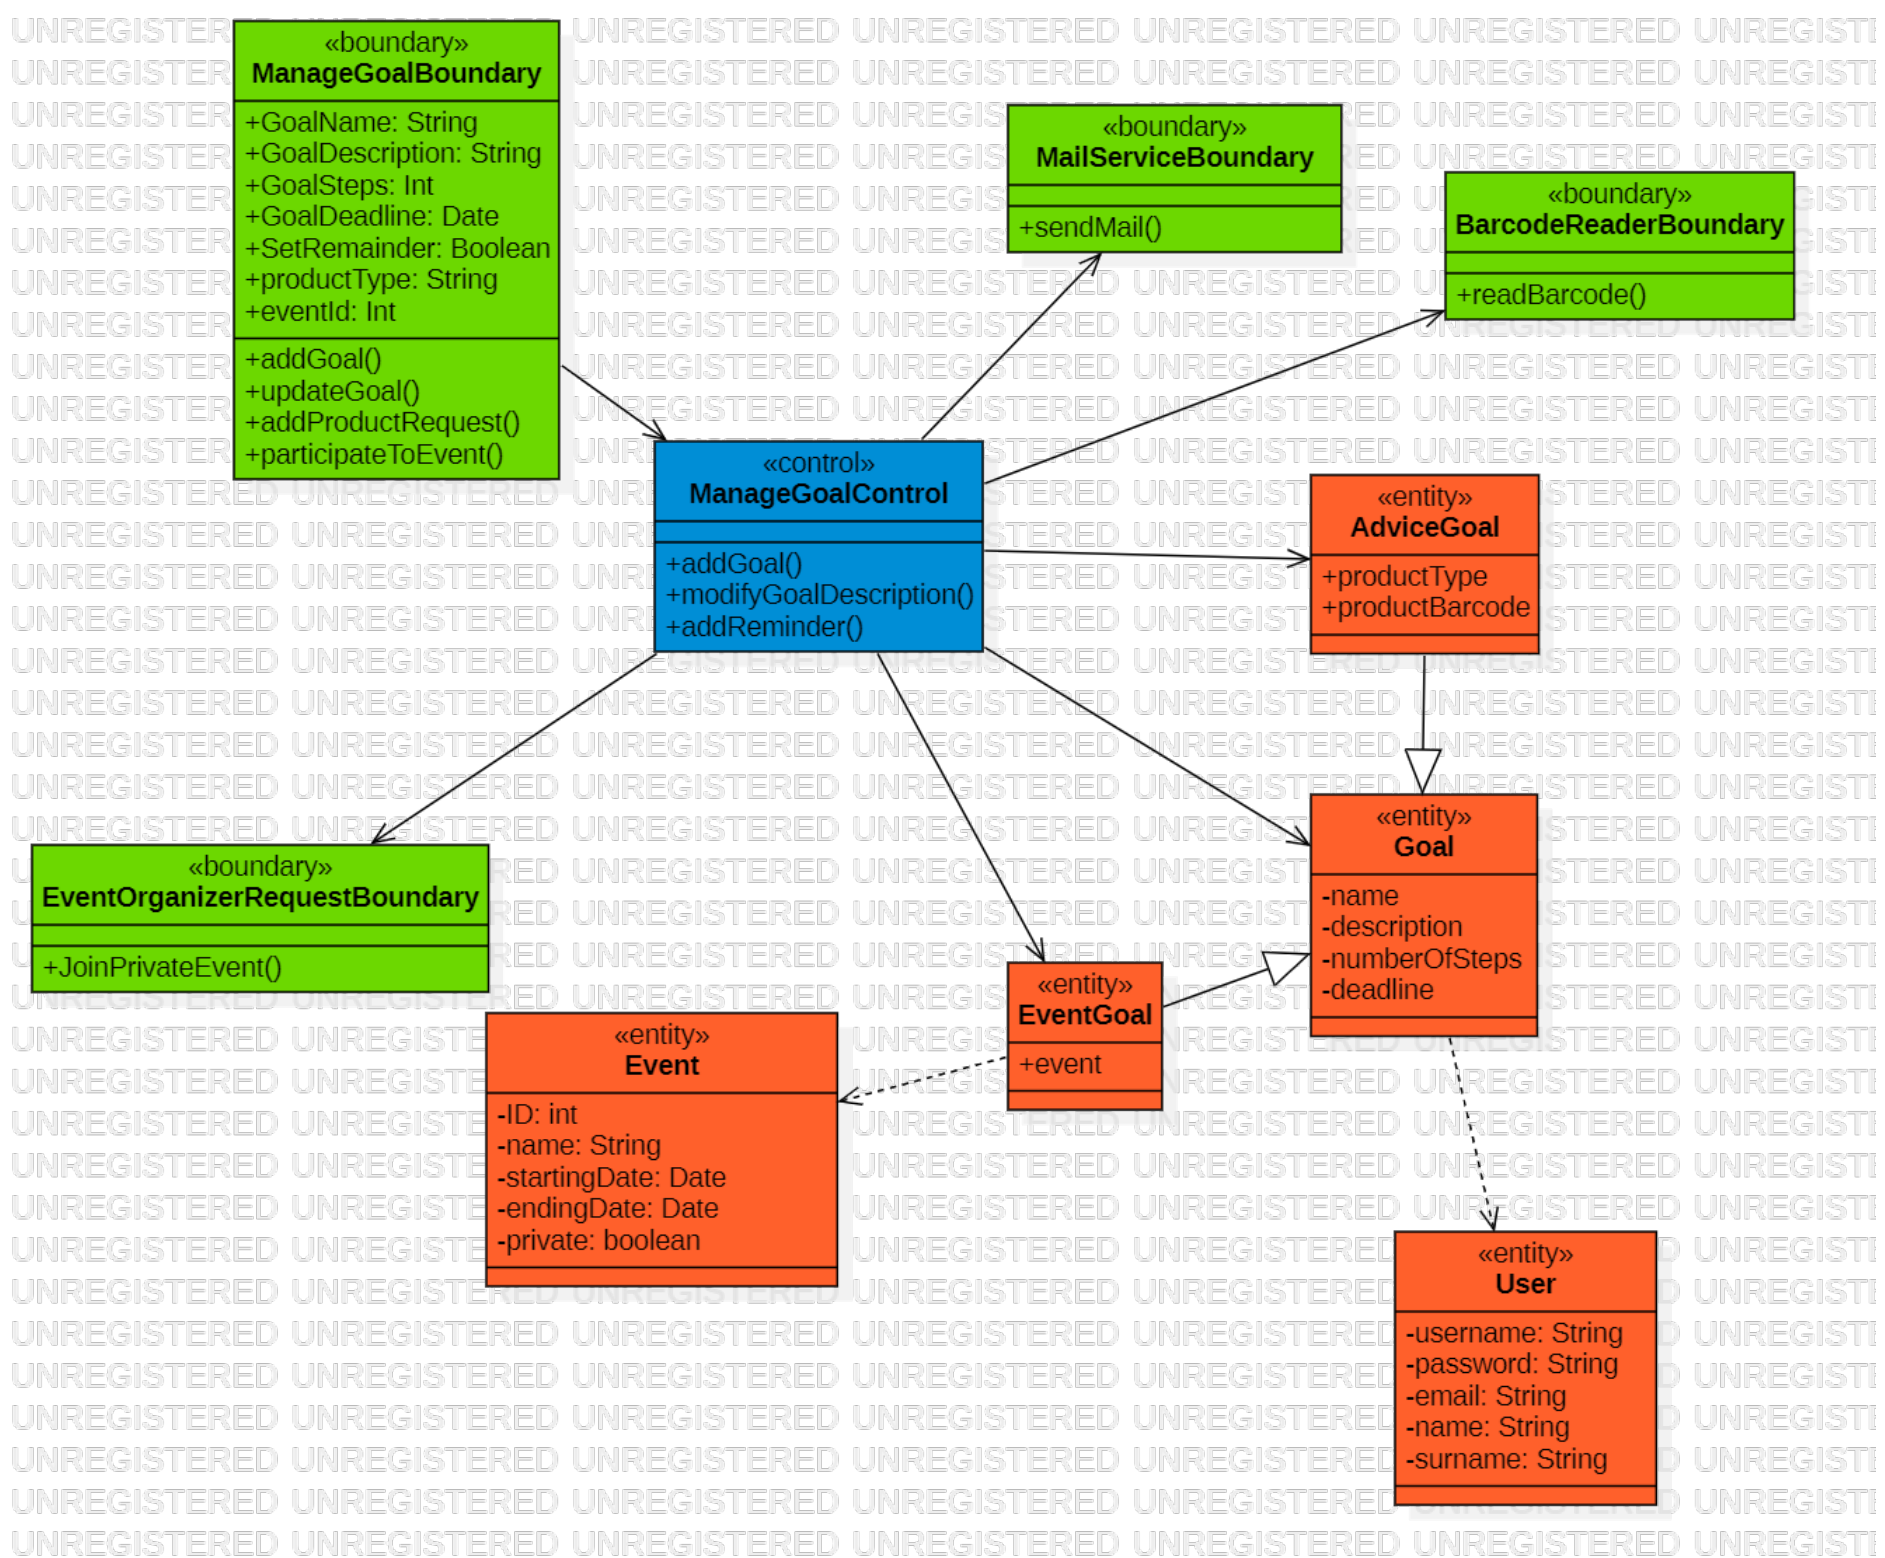 «boundary»
ManageGoalBoundary
+GoalName: String
+GoalDescription: String
+GoalSteps: Int
+GoalDeadline: Date
+SetRemainder: Boolean
+productType: String
+eventId: Int
+addGoal()
+updateGoal()
+addProductRequest()
+participateToEvent()
«boundary»
MailServiceBoundary
+sendMail()
«boundary»
BarcodeReaderBoundary
+readBarcode()
«control»
ManageGoalControl
+addGoal()
+modifyGoalDescription()
+addReminder()
«entity»
AdviceGoal
+productType
+productBarcode
«boundary»
EventOrganizerRequestBoundary
+JoinPrivateEvent()
«entity»
Goal
-name
-description
-numberOfSteps
-deadline
«entity»
EventGoal
+event
«entity»
Event
-ID: int
-name: String
-startingDate: Date
-endingDate: Date
-private: boolean
«entity»
User
-username: String
-password: String
-email: String
-name: String
-surname: String
UNREGISTERED